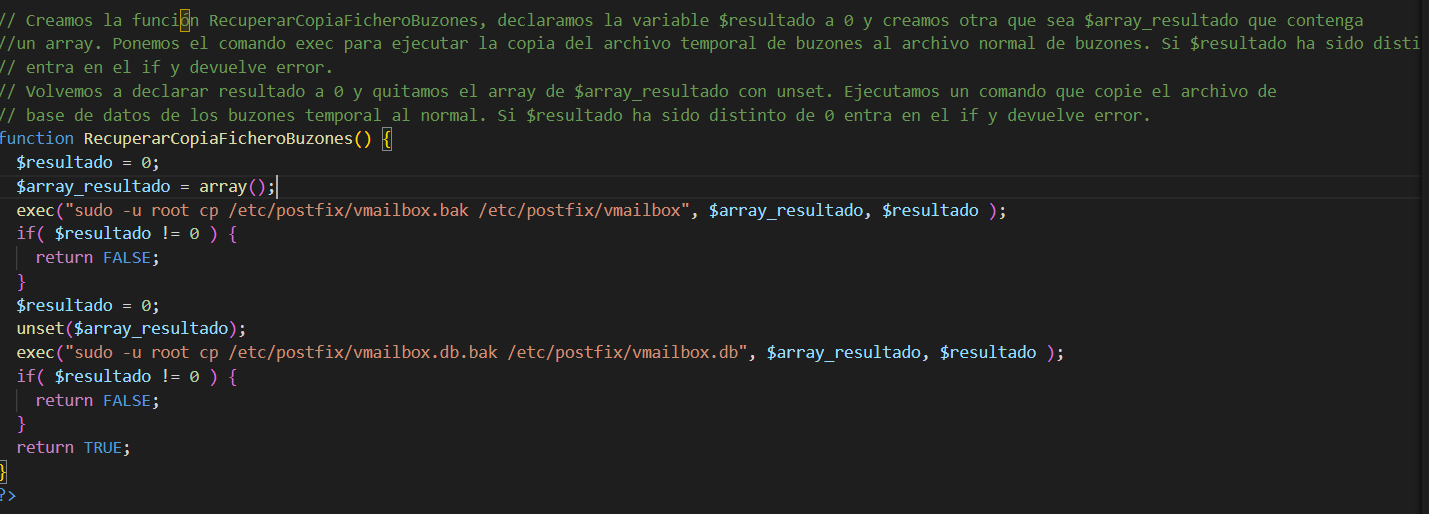 // Creamos la función RecuperarCopiaFicheroBuzones, declaramos la variable $resultado a 0 y creamos otra que sea $array_resultado que contenga
//un array. Ponemos el comando exec para ejecutar la copia del archivo temporal de buzones al archivo normal de buzones. Si $resultado ha sido disti
// entra en el if y devuelve error.
// Volvemos a declarar resultado a 0 y quitamos el array de $array_resultado con unset. Ejecutamos un comando que copie el archivo de
// base de datos de los buzones temporal al normal. Si $resultado ha sido distinto de 0 entra en el if y devuelve error.
function RecuperarCopiaFicheroBuzones() {
  $resultado = 0;
  $array_resultado = array();
  exec("sudo -u root cp /etc/postfix/vmailbox.bak /etc/postfix/vmailbox", $array_resultado, $resultado );
  if( $resultado != 0 ) {
    return FALSE;
  }
  $resultado = 0;
  unset($array_resultado);
  exec("sudo -u root cp /etc/postfix/vmailbox.db.bak /etc/postfix/vmailbox.db", $array_resultado, $resultado );
  if( $resultado != 0 ) {
    return FALSE;
  }
  return TRUE;
}
?>